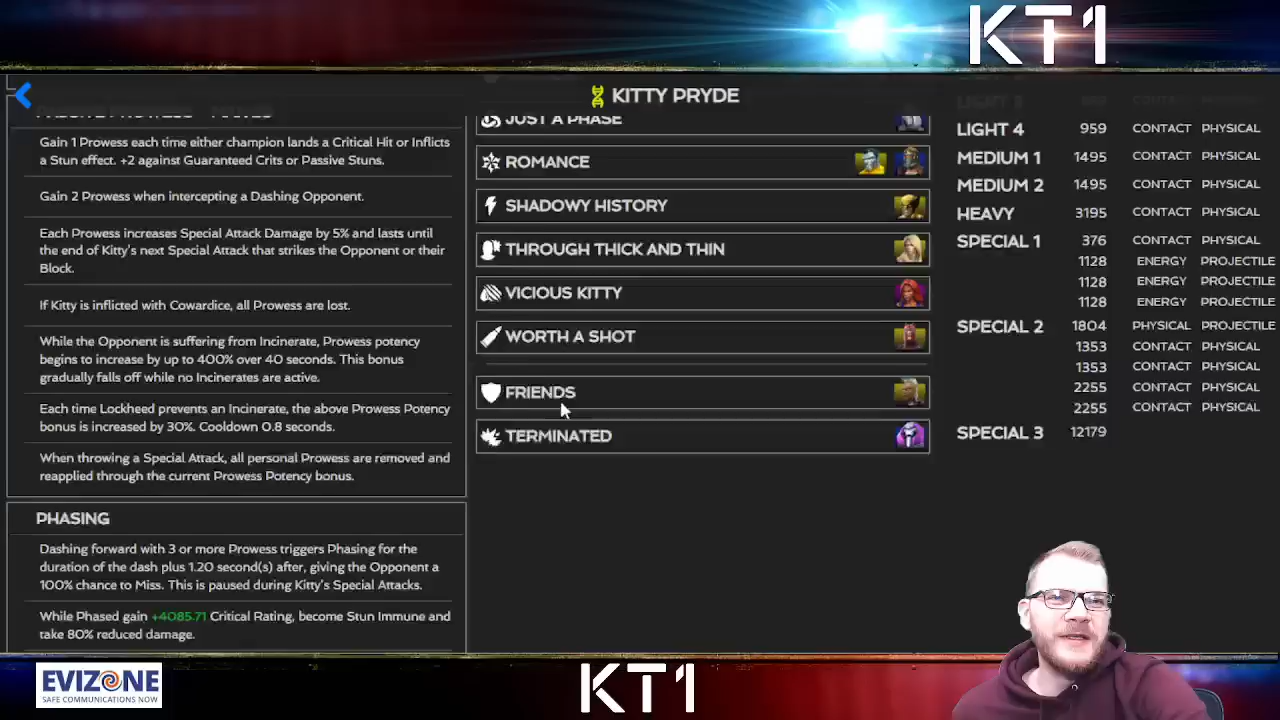 KT1
KITTY PRYDE
Gain 1 Prowess each time either champion lands a Critical Hit or Inflicts
a Stun effect. +2 against Guaranteed Crits or Passive Stuns.
Gain 2 Prowess when intercepting a Dashing Opponent.
Each Prowess increases Special Attack Damage by 5% and lasts until
the end of Kitty's next Special Attack that strikes the Opponent or their
Block.
If Kitty is inflicted with Cowardice, all Prowess are lost.
While the Opponent is suffering from Incinerate, Prowess potency
begins to increase by up to 400% over 40 seconds. This bonus
gradually falls off while no Incinerates are active.
Each time Lockheed prevents an Incinerate, the above Prowess Potency
bonus is increased by 30%. Cooldown 0.8 seconds.
When throwing a Special Attack, all personal Prowess are removed and
reapplied through the current Prowess Potency bonus.
PHASING
Dashing forward with 3 or more Prowess triggers Phasing for the
duration of the dash plus 1.20 second(s) after, giving the Opponent a
100% chance to Miss. This is paused during Kitty's Special Attacks.
While Phased gain +4085.71 Critical Rating, become Stun Immune and
take 80% reduced damage.
JUST A PHASE
ROMANCE
SHADOWY HISTORY
THROUGH THICK AND THIN
VICIOUS KITTY
WORTH A SHOT
FRIENDS
TERMINATED
LIGHT 4 959 CONTACT PHYSICAL
MEDIUM 1 1495 CONTACT PHYSICAL
MEDIUM 2 1495 CONTACT PHYSICAL
HEAVY 3195 CONTACT PHYSICAL
SPECIAL 1 376 CONTACT PHYSICAL
1128 ENERGY PROJECTILE
1128 ENERGY PROJECTILE
1128 ENERGY PROJECTILE
SPECIAL 2 1804 PHYSICAL PROJECTILE
1353 CONTACT PHYSICAL
1353 CONTACT PHYSICAL
2255 CONTACT PHYSICAL
2255 CONTACT PHYSICAL
SPECIAL 3 12179
EVIZONE
SAFE COMMUNICATIONS NOW
KT1